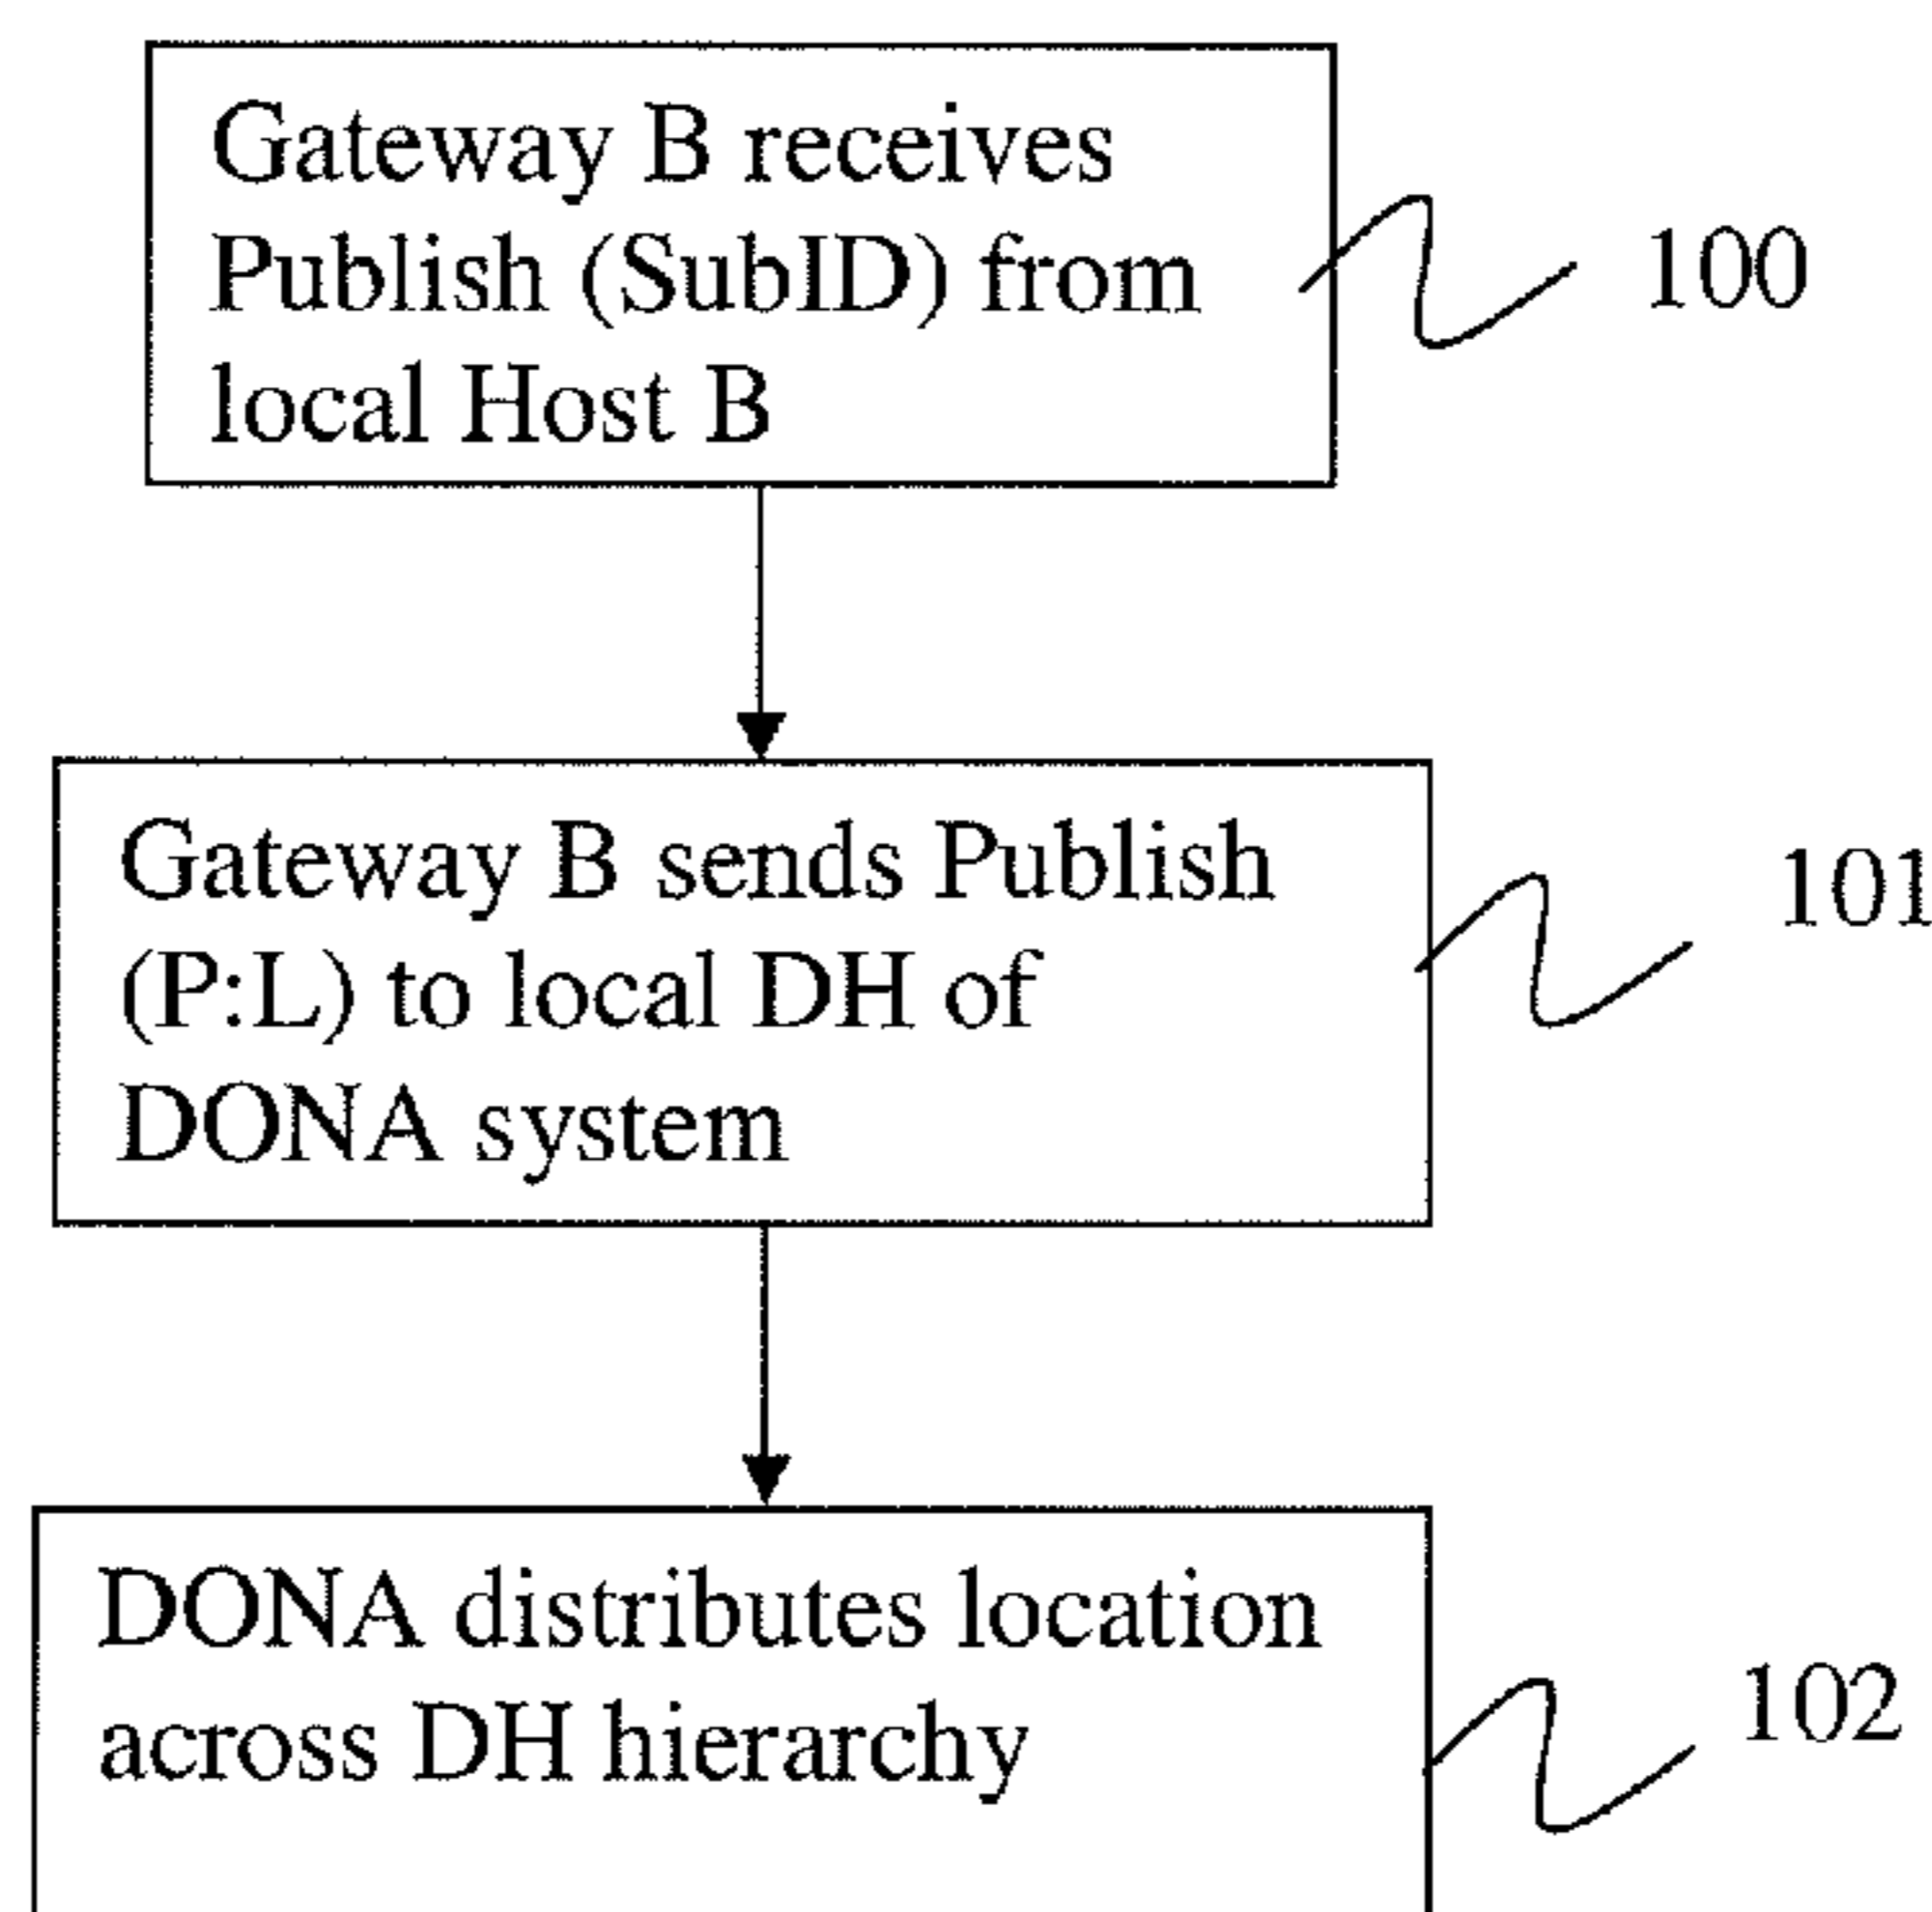 Gateway B receives
Publish (SubID) from
local Host B
100
Gateway B sends Publish
(P:L) to local DH of
DONA system
101
DONA distributes location
across DH hierarchy
102